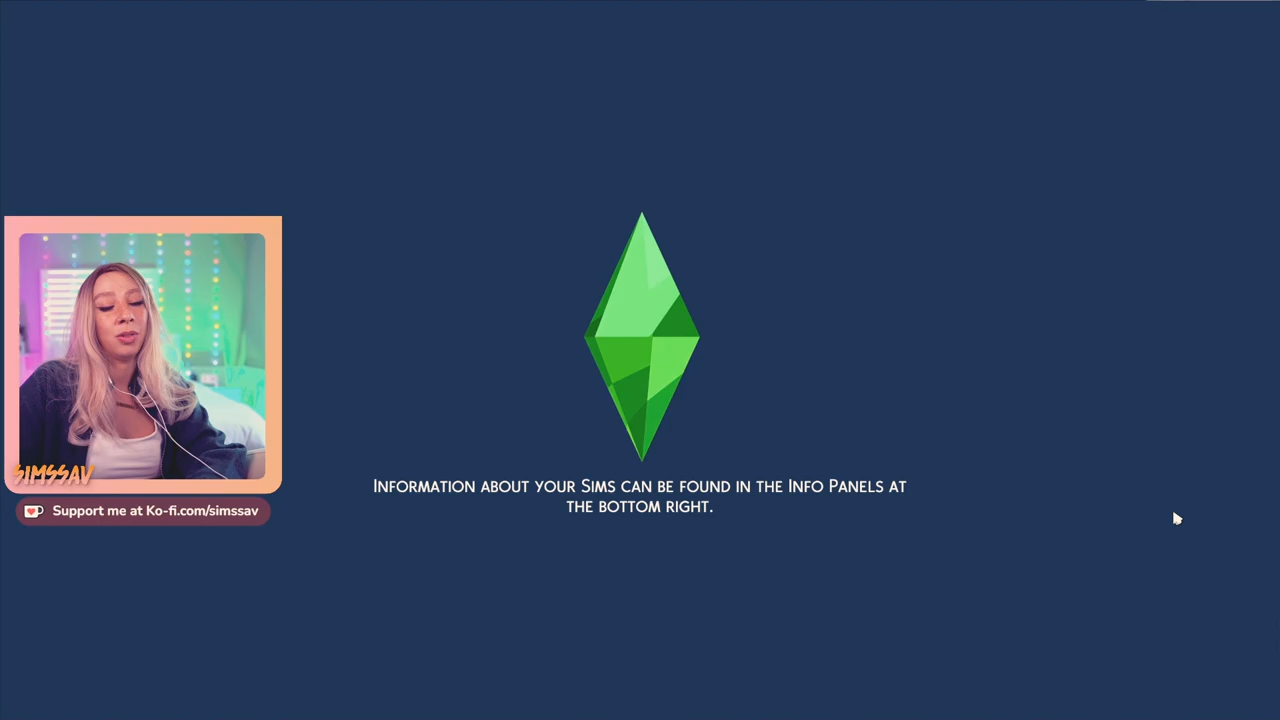 SIMSSAV
Support me at Ko-fi.com/simssav
Information about your Sims can be found in the Info Panels at
the bottom right.